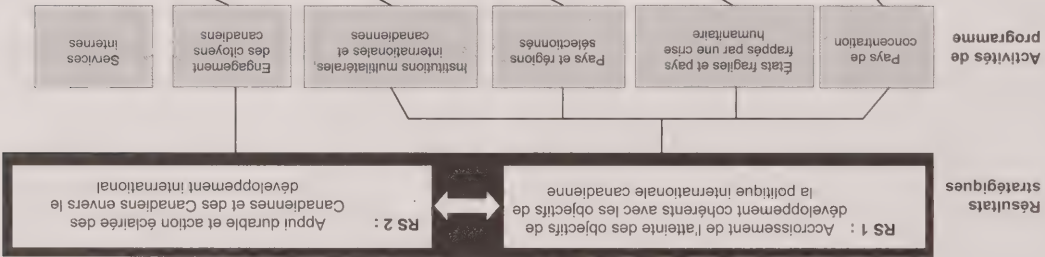 Résultats
stratégiques
RS 1 : Accroissement de l'atteinte des objectifs de
développement cohérents avec les objectifs de
la politique internationale canadienne
RS 2 : Appui durable et action éclairée des
Canadiennes et des Canadiens envers le
développement international
Activités de
programme
Pays de
concentration
États fragiles et pays
frappés par une crise
humanitaire
Pays et régions
sélectionnés
Institutions multilatérales,
internationales et
canadiennes
Engagement
des citoyens
canadiens
Services
internes